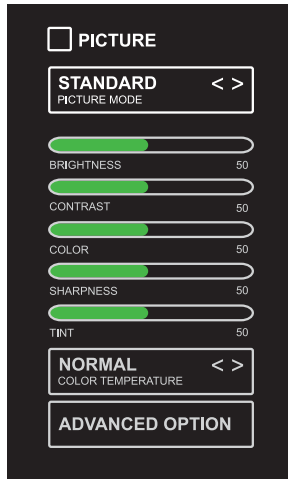 PICTURE
STANDARD < >
PICTURE MODE
BRIGHTNESS 50
CONTRAST 50
COLOR 50
SHARPNESS 50
TINT 50
NORMAL < >
COLOR TEMPERATURE
ADVANCED OPTION